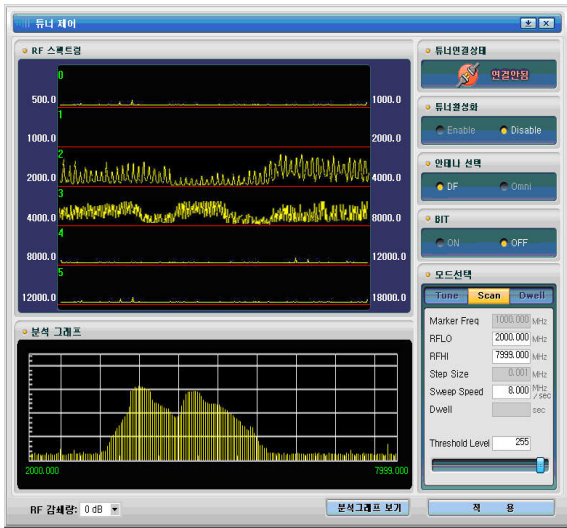 튜너 제어
RF 스펙트럼
0
500.0 1000.0
1
1000.0 2000.0
2
2000.0 4000.0
3
4000.0 8000.0
4
8000.0 12000.0
5
12000.0 18000.0
분석 그래프
2000.000 7999.000
RF 감쇄량: 0 dB
분석그래프 보기
튜너연결상태
연결안됨
튜너활성화
Enable Disable
안테나 선택
DF Omni
BIT
ON OFF
모드선택
Tune Scan Dwell
Marker Freq 1000.000 MHz
RFLO 2000.000 MHz
RFHI 7999.000 MHz
Step Size 0.001 MHz
Sweep Speed 8.000 MHz /sec
Dwell sec
Threshold Level 255
적 용